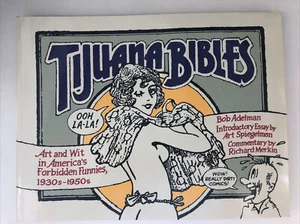 TIJUANA BIBLES
OOH
LA-LA!
Art and Wit
in America's
Forbidden Funnies,
1930s-1950s
Bob Adelman
Introductory Essay by
Art Spiegelman
Commentary by
Richard Merkin
WOW!
REALLY DIRTY
COMICS!